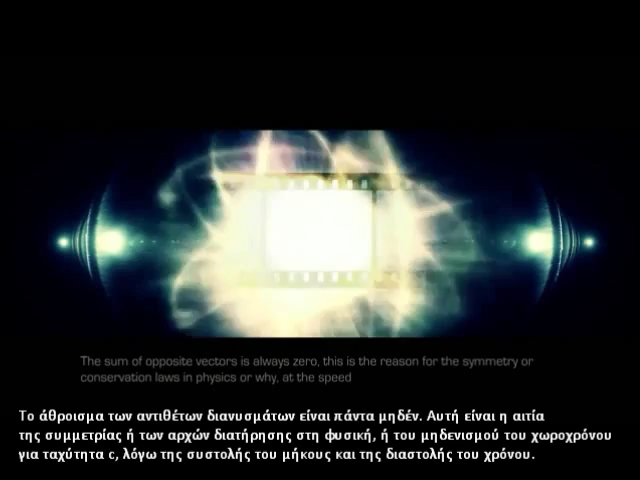 The sum of opposite vectors is always zero, this is the reason for the symmetry or
conservation laws in physics or why, at the speed
Το άθροισμα των αντιθέτων διανυσμάτων είναι πάντα μηδέν. Αυτή είναι η αιτία
της συμμετρίας ή των αρχών διατήρησης στη φυσική, ή του μηδενισμού του χωροχρόνου
για ταχύτητα c, λόγω της συστολής του μήκους και της διαστολής του χρόνου.